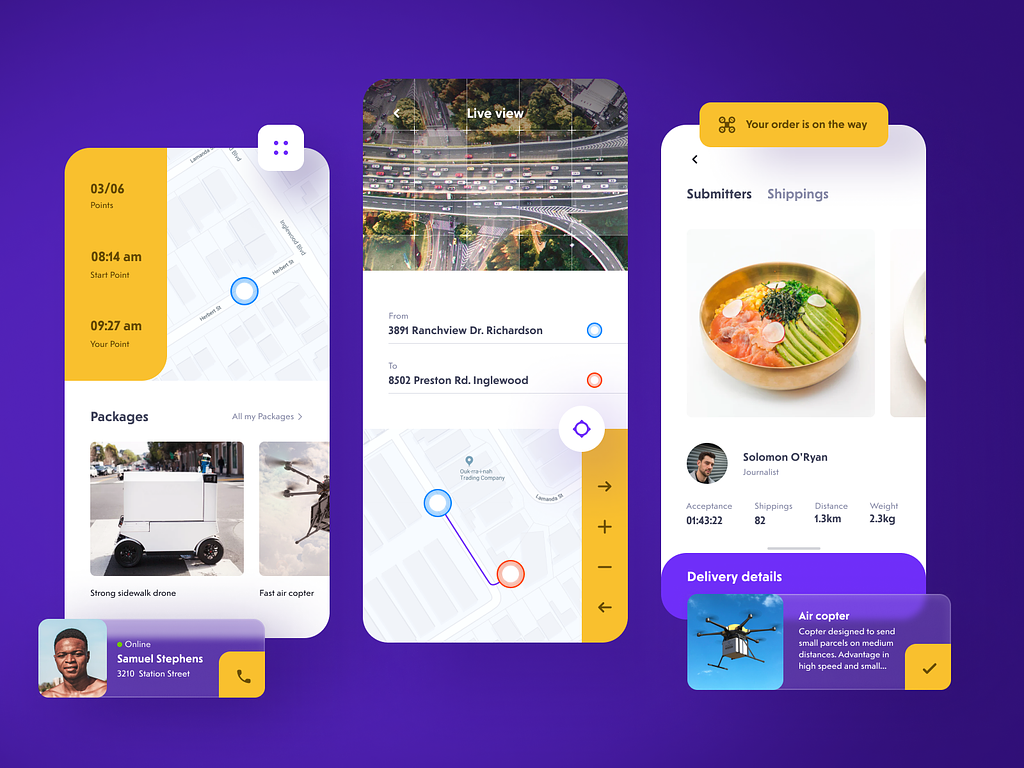 03/06
Points
08:14 am
Start Point
09:27 am
Your Point
Lamanda St
Blvd
Inglewood Blvd
Herbert St
Herbert St
Packages
All my Packages
Strong sidewalk drone
Fast air copter
Online
Samuel Stephens
3210 Station Street
Live view
From
3891 Ranchview Dr. Richardson
To
8502 Preston Rd. Inglewood
Ouk-rra-i-nah
Trading Company
Lamanda St
Your order is on the way
Submitters
Shippings
Solomon O'Ryan
Journalist
Acceptance
01:43:22
Shippings
82
Distance
1.3km
Weight
2.3kg
Delivery details
Air copter
Copter designed to send
small parcels on medium
distances. Advantage in
high speed and small...